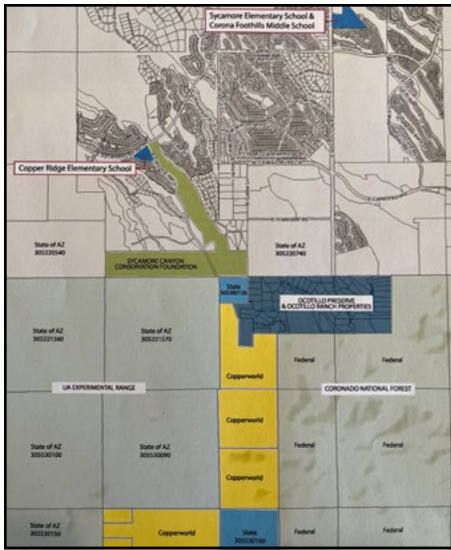 Sycamore Elementary School &
Corona Foothills Middle School
Copper Ridge Elementary School
State of AZ
305220540
SYCAMORE CANYON
CONSERVATION FOUNDATION
State of AZ
305220740
State
OCOTILLO PRESERVE
& OCOTILLO RANCH PROPERTIES
State of AZ
305221560
State of AZ
305221570
Copperworld
Federal
Federal
UA EXPERIMENTAL RANGE
Copperworld
CORONADO NATIONAL FOREST
State of AZ
305530100
State of AZ
305530090
Copperworld
Federal
Federal
State of AZ
305530150
Copperworld
State
305530160
Federal
Federal